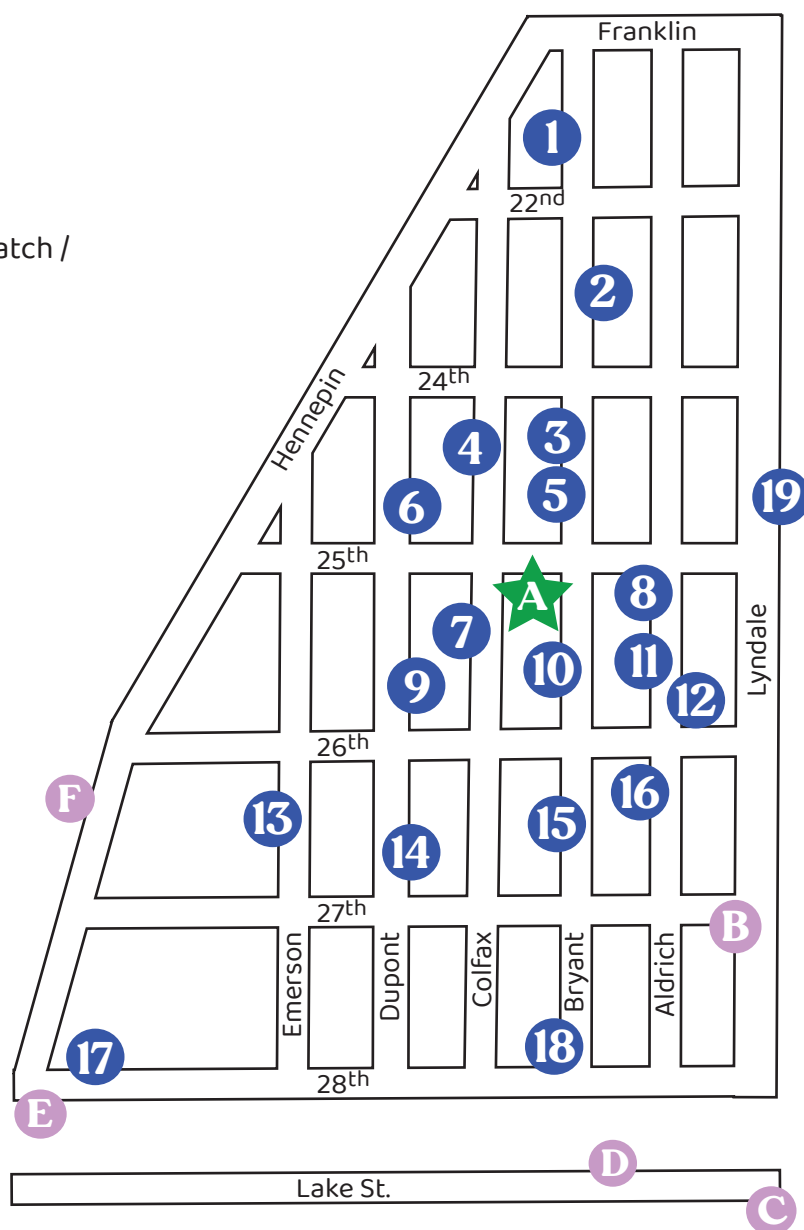 Franklin
1
22nd
atch /
2
Hennepin
24th
3
4
5
6
19
25th
A
8
7
11
10
9
12
Lyndale
26th
F
16
13
15
14
27th
B
Emerson
Dupont
Colfax
Bryant
Aldrich
18
17
28th
E
D
Lake St.
C